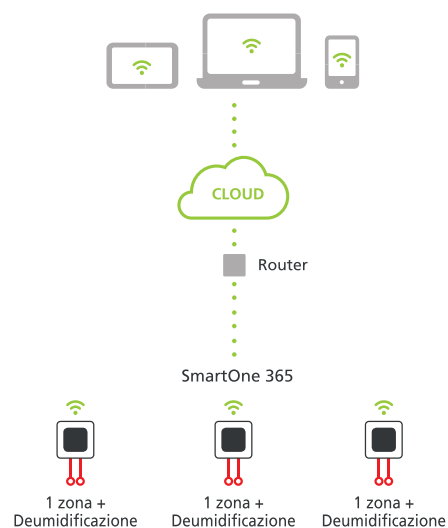 CLOUD
Router
SmartOne 365
1 zona +
Deumidificazione
1 zona +
Deumidificazione
1 zona +
Deumidificazione